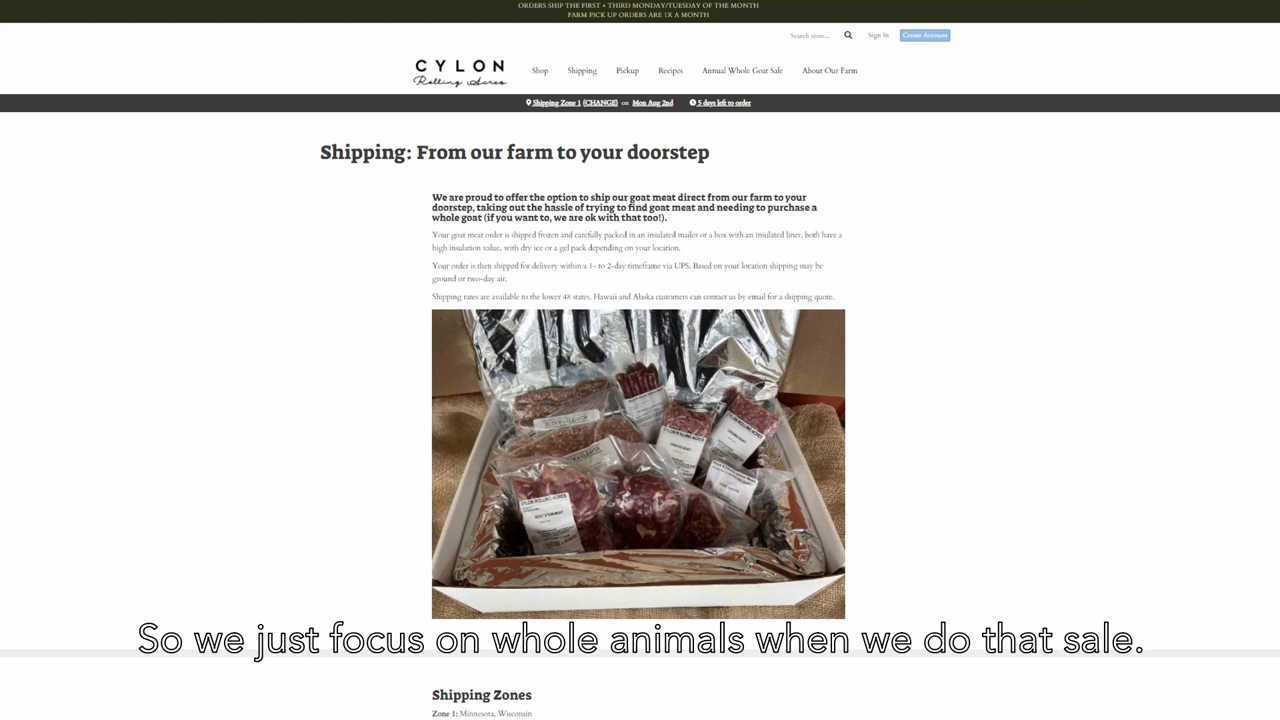 ORDERS SHIP THE FIRST + THIRD MONDAY/TUESDAY OF THE MONTH
FARM PICK UP ORDERS ARE 1X A MONTH
Search store...
Sign In
Create Account
CYLON
Rolling Acres
Shop
Shipping
Pickup
Recipes
Annual Whole Goat Sale
About Our Farm
Shipping Zone 1 (CHANGE) on Mon Aug 2nd
5 days left to order
Shipping: From our farm to your doorstep
We are proud to offer the option to ship our goat meat direct from our farm to your
doorstep, taking out the hassle of trying to find goat meat and needing to purchase a
whole goat (if you want to, we are ok with that too!).
Your goat meat order is shipped frozen and carefully packed in an insulated mailer or a box with an insulated liner, both have a
high insulation value, with dry ice or a gel pack depending on your location.
Your order is then shipped for delivery within a 1- to 2-day timeframe via UPS. Based on your location shipping may be
ground or two-day air.
Shipping rates are available to the lower 48 states. Hawaii and Alaska customers can contact us by email for a shipping quote.
CYLON ROLLING ACRES
CYLON ROLLING ACRES
So we just focus on whole animals when we do that sale.
Shipping Zones
Zone 1: Minnesota, Wisconsin